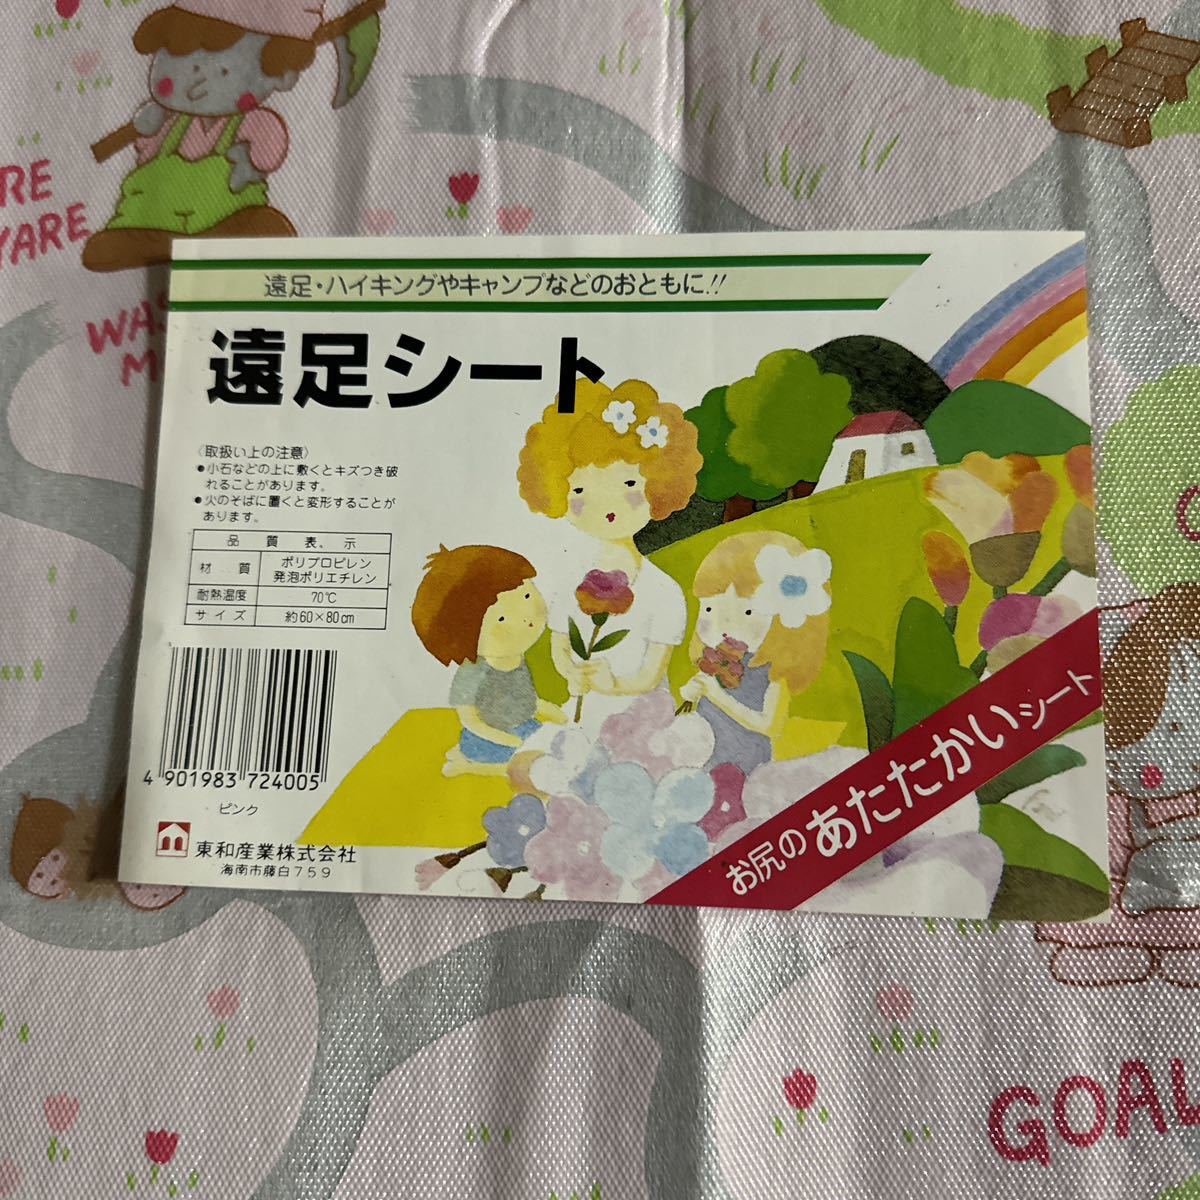 遠足・ハイキングやキャンプなどのおともに!!
遠足シート
〈取扱い上の注意〉
●小石などの上に敷くとキズつき破
れることがあります。
●火のそばに置くと変形することが
あります。
品 質 表 示
材 質 ポリプロピレン
発泡ポリエチレン
耐熱温度 70℃
サイズ 約60×80cm
4 901983 724005
ピンク
東和産業株式会社
海南市藤白759
お尻のあたたかいシート
YARE
GOAL